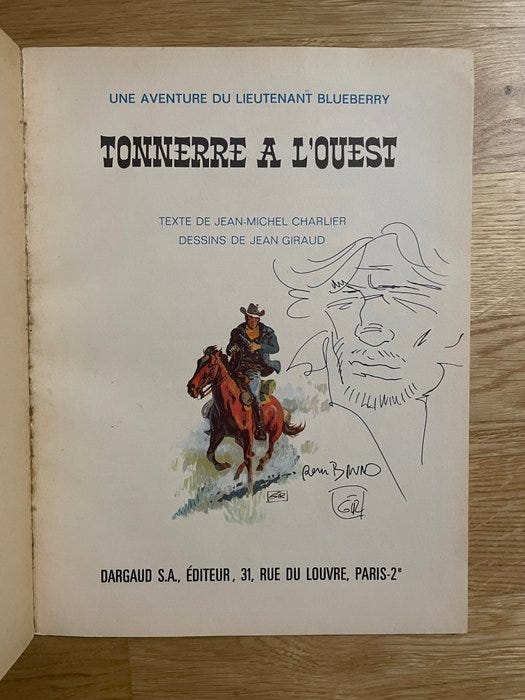 UNE AVENTURE DU LIEUTENANT BLUEBERRY
TONNERRE A L'OUEST
TEXTE DE JEAN-MICHEL CHARLIER
DESSINS DE JEAN GIRAUD
GIR
GIR
DARGAUD S.A., ÉDITEUR, 31, RUE DU LOUVRE, PARIS-2e